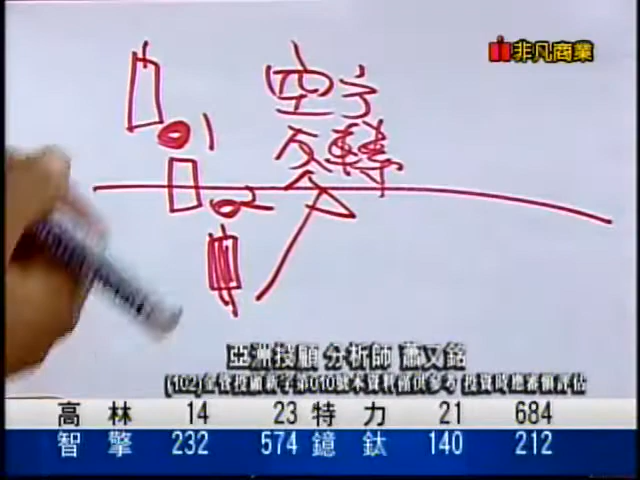 非凡商業
空方
反轉
1
2
亞洲投顧 分析師 蕭又銘
(102)金管投顧新字第010號本資料僅供參考 投資時應審慎評估
高林 14 23 特力 21 684
智擎 232 574 鐿鈦 140 212